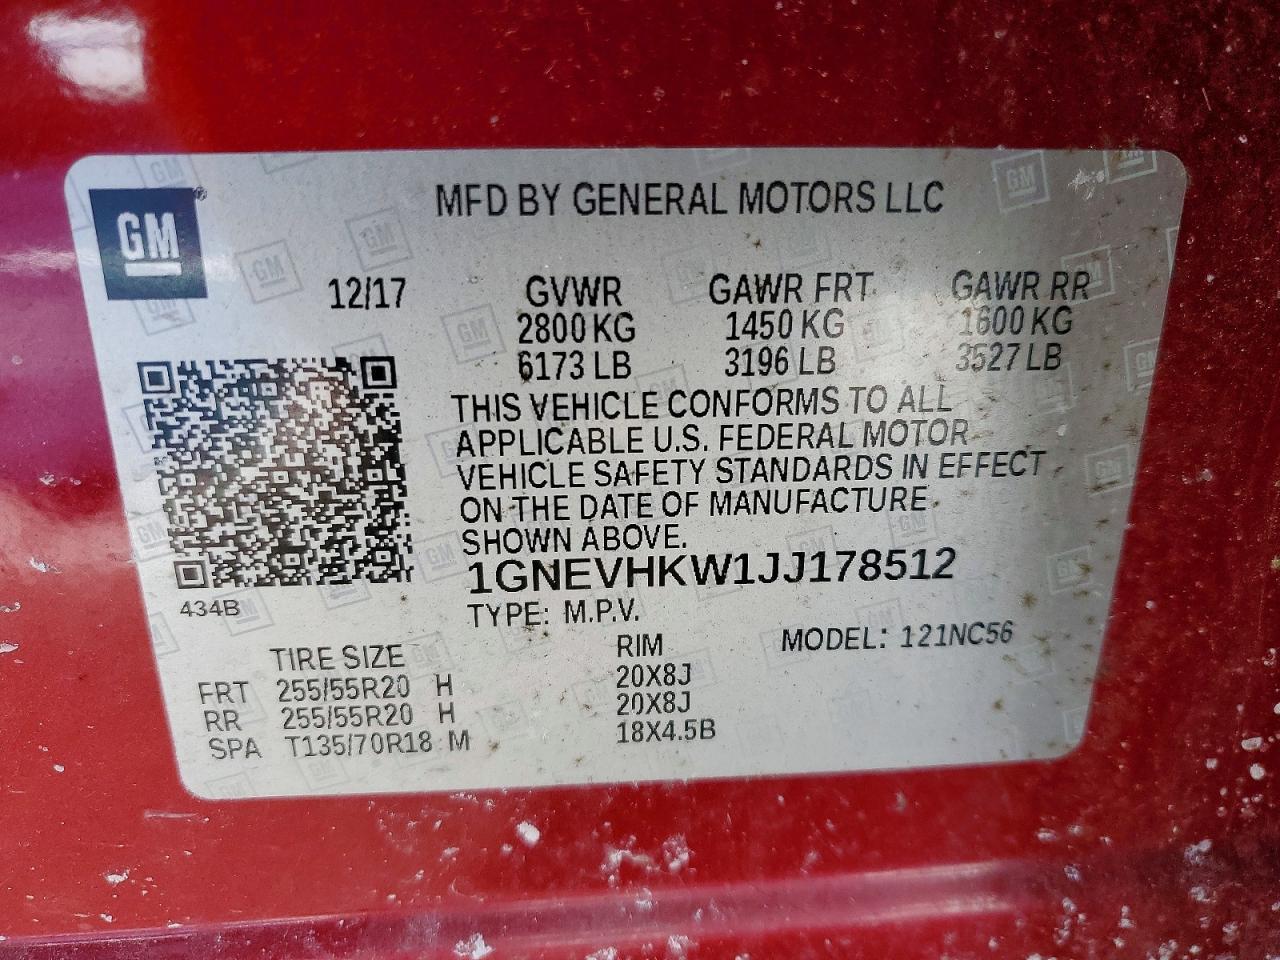 GM®
MFD BY GENERAL MOTORS LLC
12/17 GVWR GAWR FRT GAWR RR
2800 KG 1450 KG 1600 KG
6173 LB 3196 LB 3527 LB
THIS VEHICLE CONFORMS TO ALL
APPLICABLE U.S. FEDERAL MOTOR
VEHICLE SAFETY STANDARDS IN EFFECT
ON THE DATE OF MANUFACTURE
SHOWN ABOVE.
1GNEVHKW1JJ178512
434B
TYPE: M.P.V.
MODEL: 121NC56
TIRE SIZE RIM
FRT 255/55R20 H 20X8J
RR 255/55R20 H 20X8J
SPA T135/70R18 M 18X4.5B